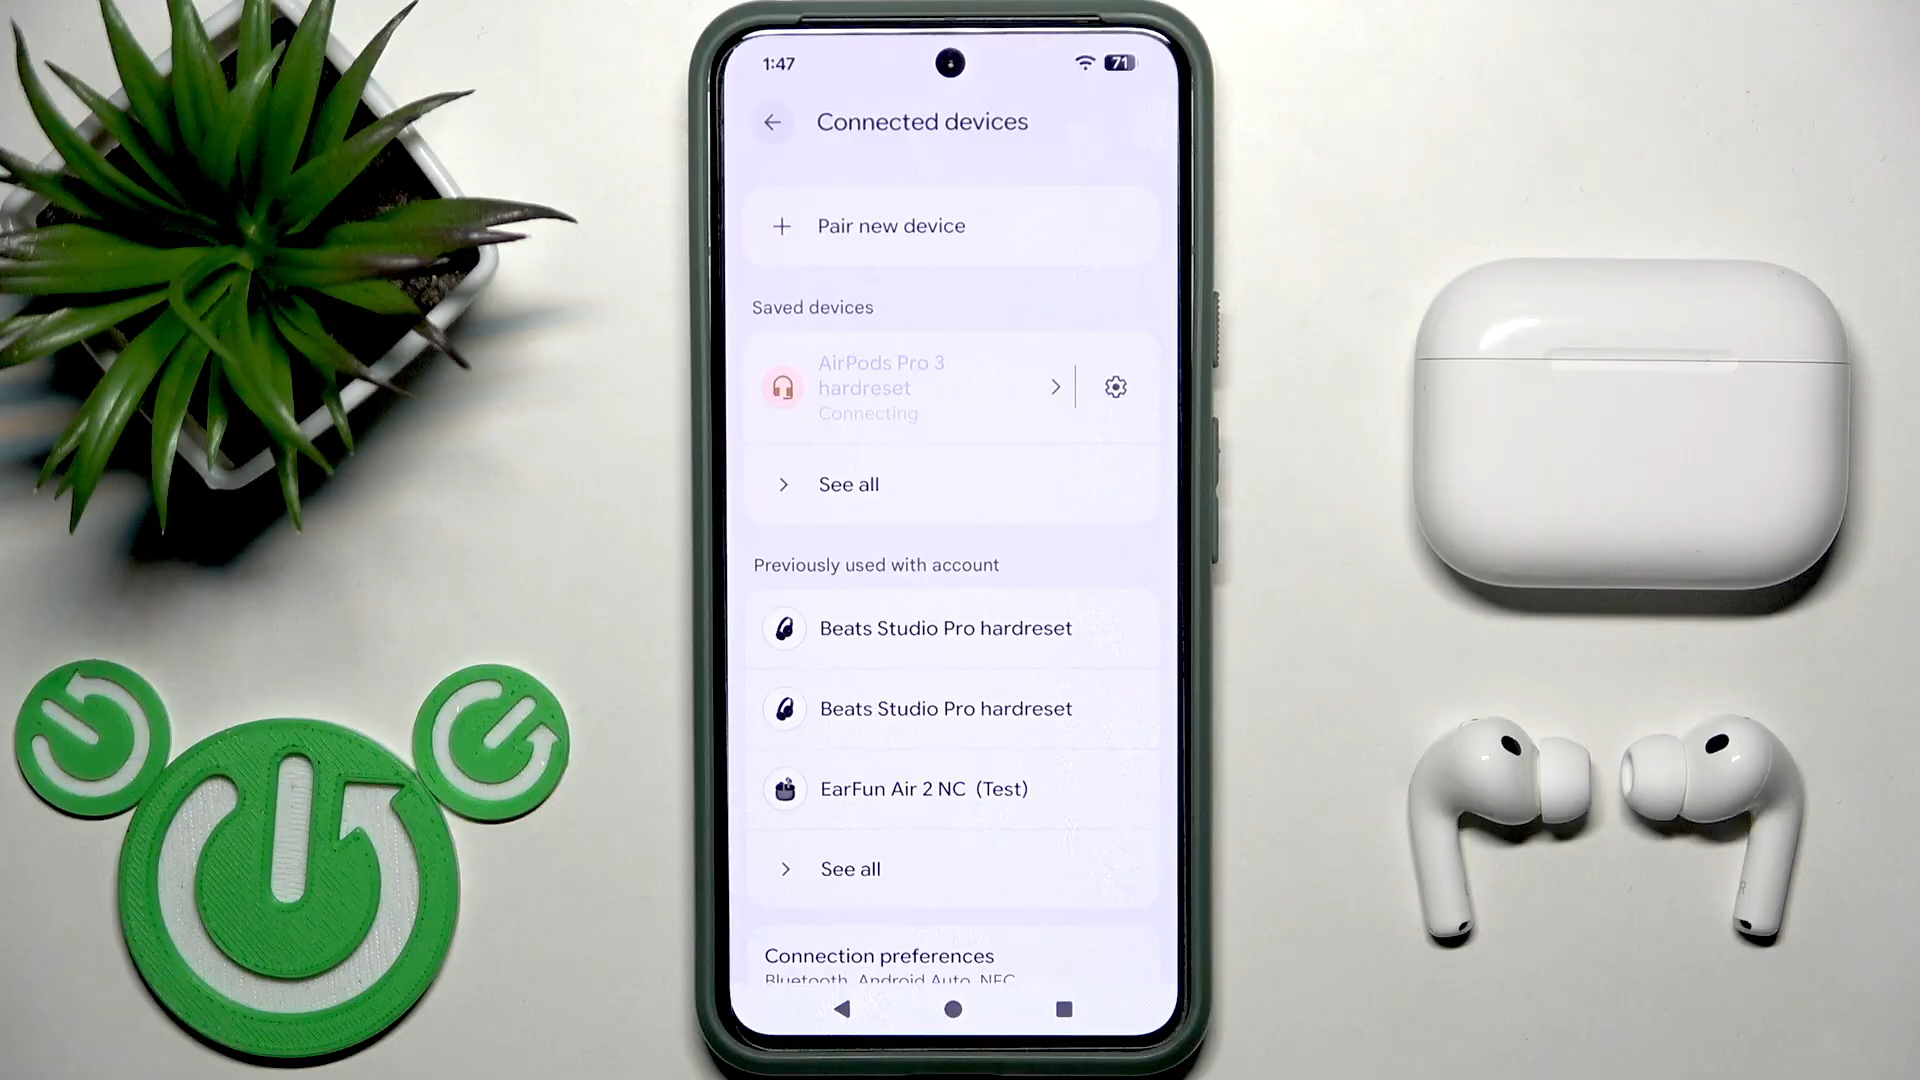 1:47
71
Connected devices
Pair new device
Saved devices
AirPods Pro 3
hardreset
Connecting
See all
Previously used with account
Beats Studio Pro hardreset
Beats Studio Pro hardreset
EarFun Air 2 NC (Test)
See all
Connection preferences
Bluetooth, Android Auto, NFC
R